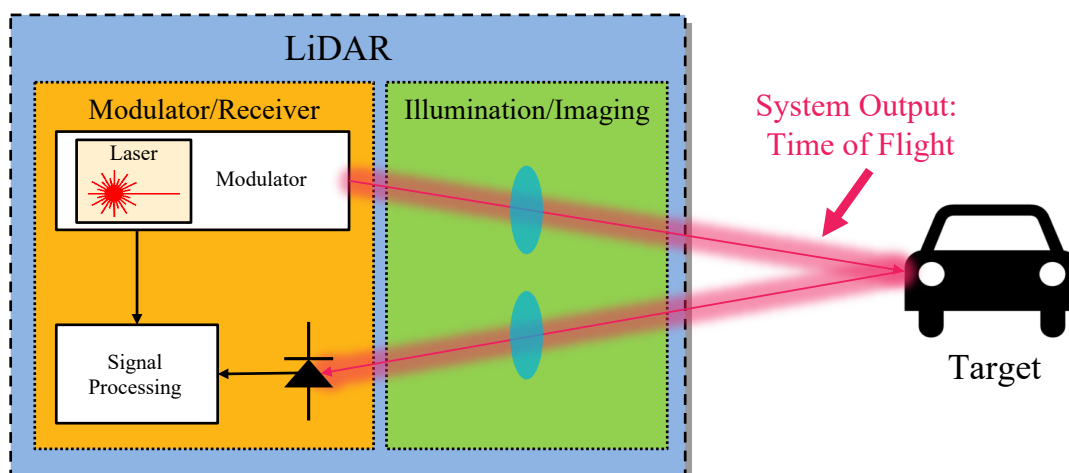 LiDAR
Modulator/Receiver
Illumination/Imaging
Laser
Modulator
Signal
Processing
System Output:
Time of Flight
Target